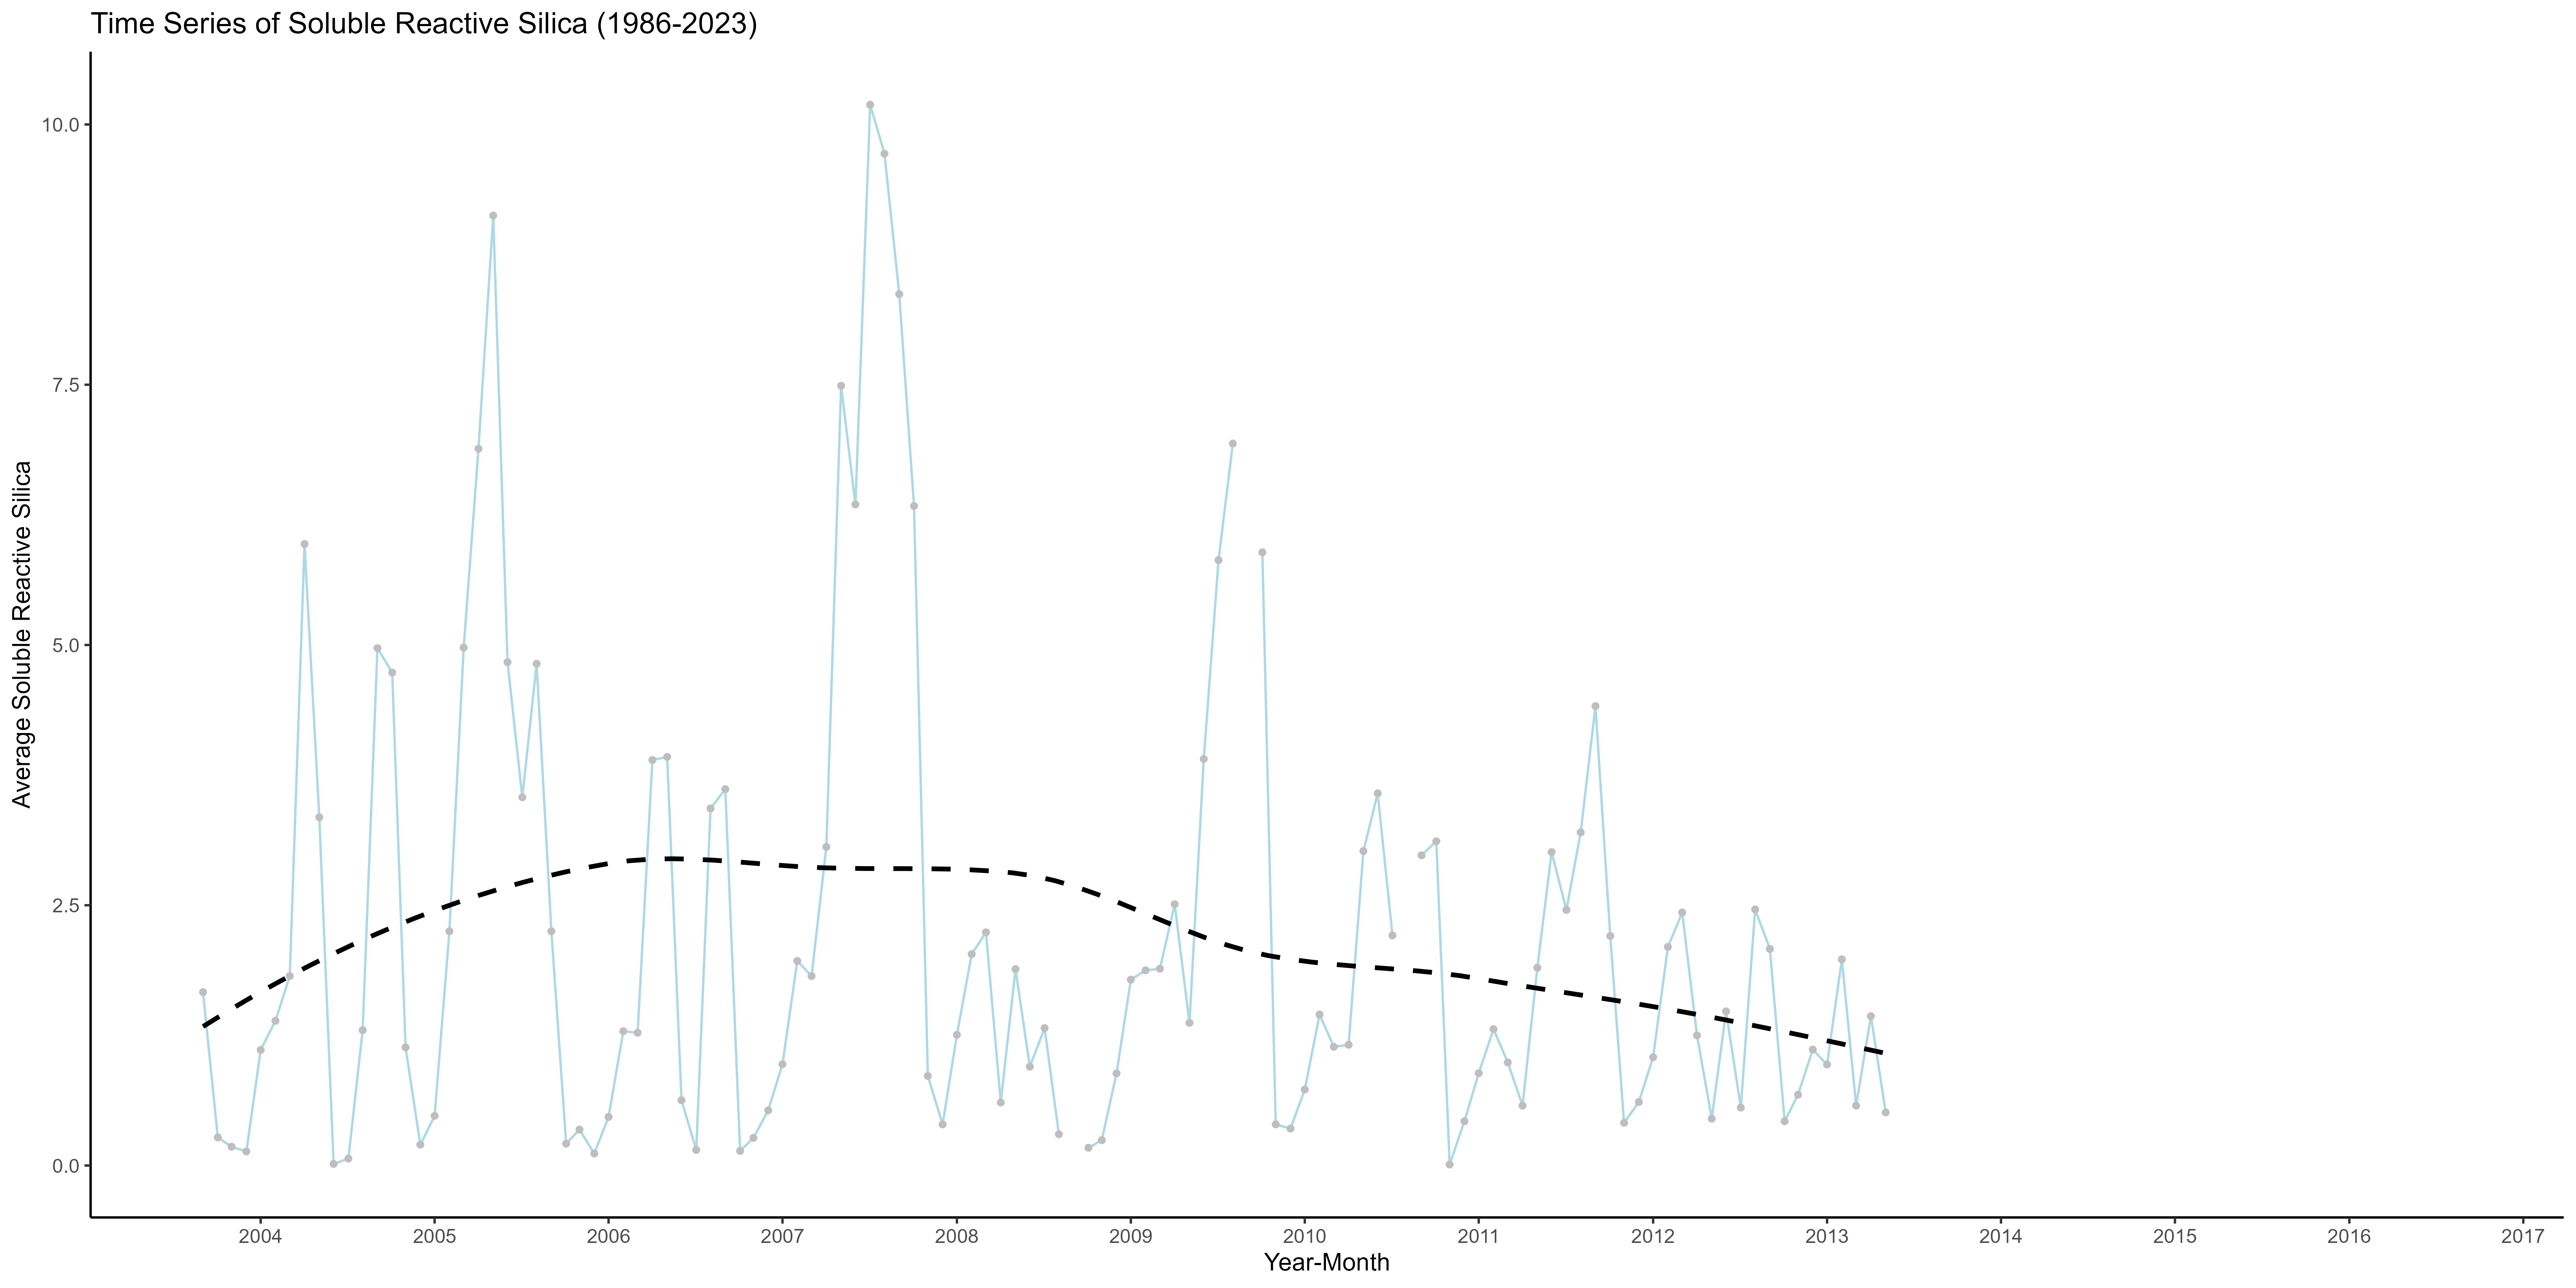 Time Series of Soluble Reactive Silica (1986-2023)
Average Soluble Reactive Silica
10.0
7.5
5.0
2.5
0.0
2004 2005 2006 2007 2008 2009 2010 2011 2012 2013 2014 2015 2016 2017
Year-Month